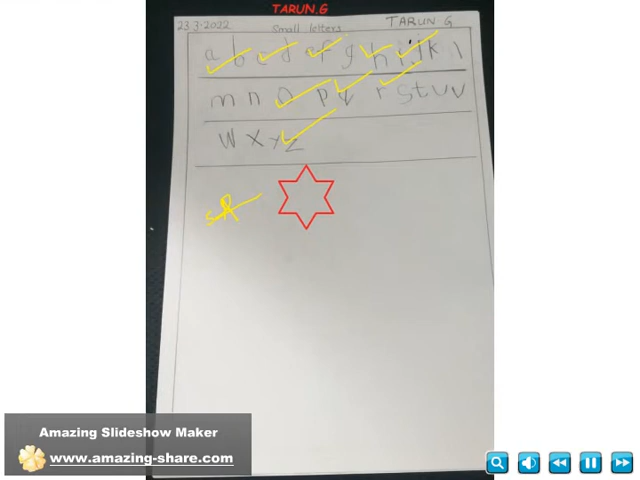 TARUN.G
23.3.2022 Small letters TARUN G
a b c d e f g h i j k l
m n o p q r s t u v
w x y z
Amazing Slideshow Maker
www.amazing-share.com